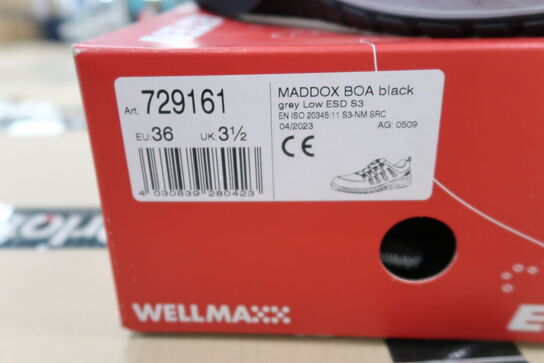 Art. 729161
EU: 36 UK: 3½
4 030839 280423
MADDOX BOA black
grey Low ESD S3
EN ISO 20345:11 S3-NM SRC
04/2023 AG: 0509
CE
WELLMAXX